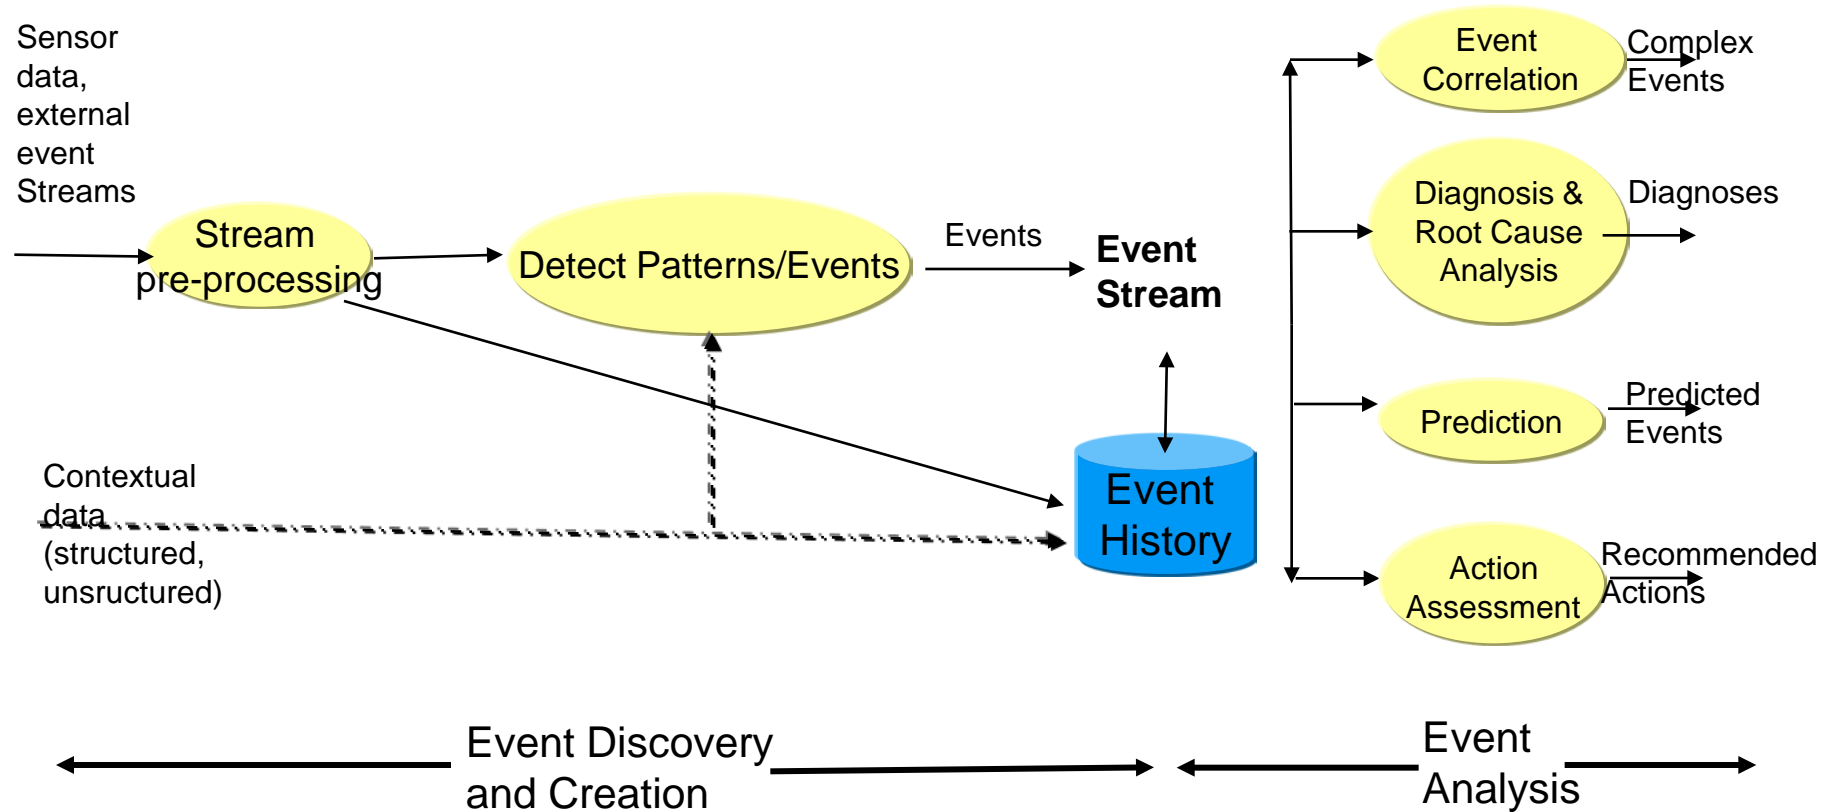 Sensor
data,
external
event
Streams
Stream
pre-processing
Detect Patterns/Events
Events
Event
Stream
Contextual
data
(structured,
unsructured)
Event
History
Event
Correlation
Complex
Events
Diagnosis &
Root Cause
Analysis
Diagnoses
Prediction
Predicted
Events
Action
Assessment
Recommended
Actions
Event Discovery
and Creation
Event
Analysis